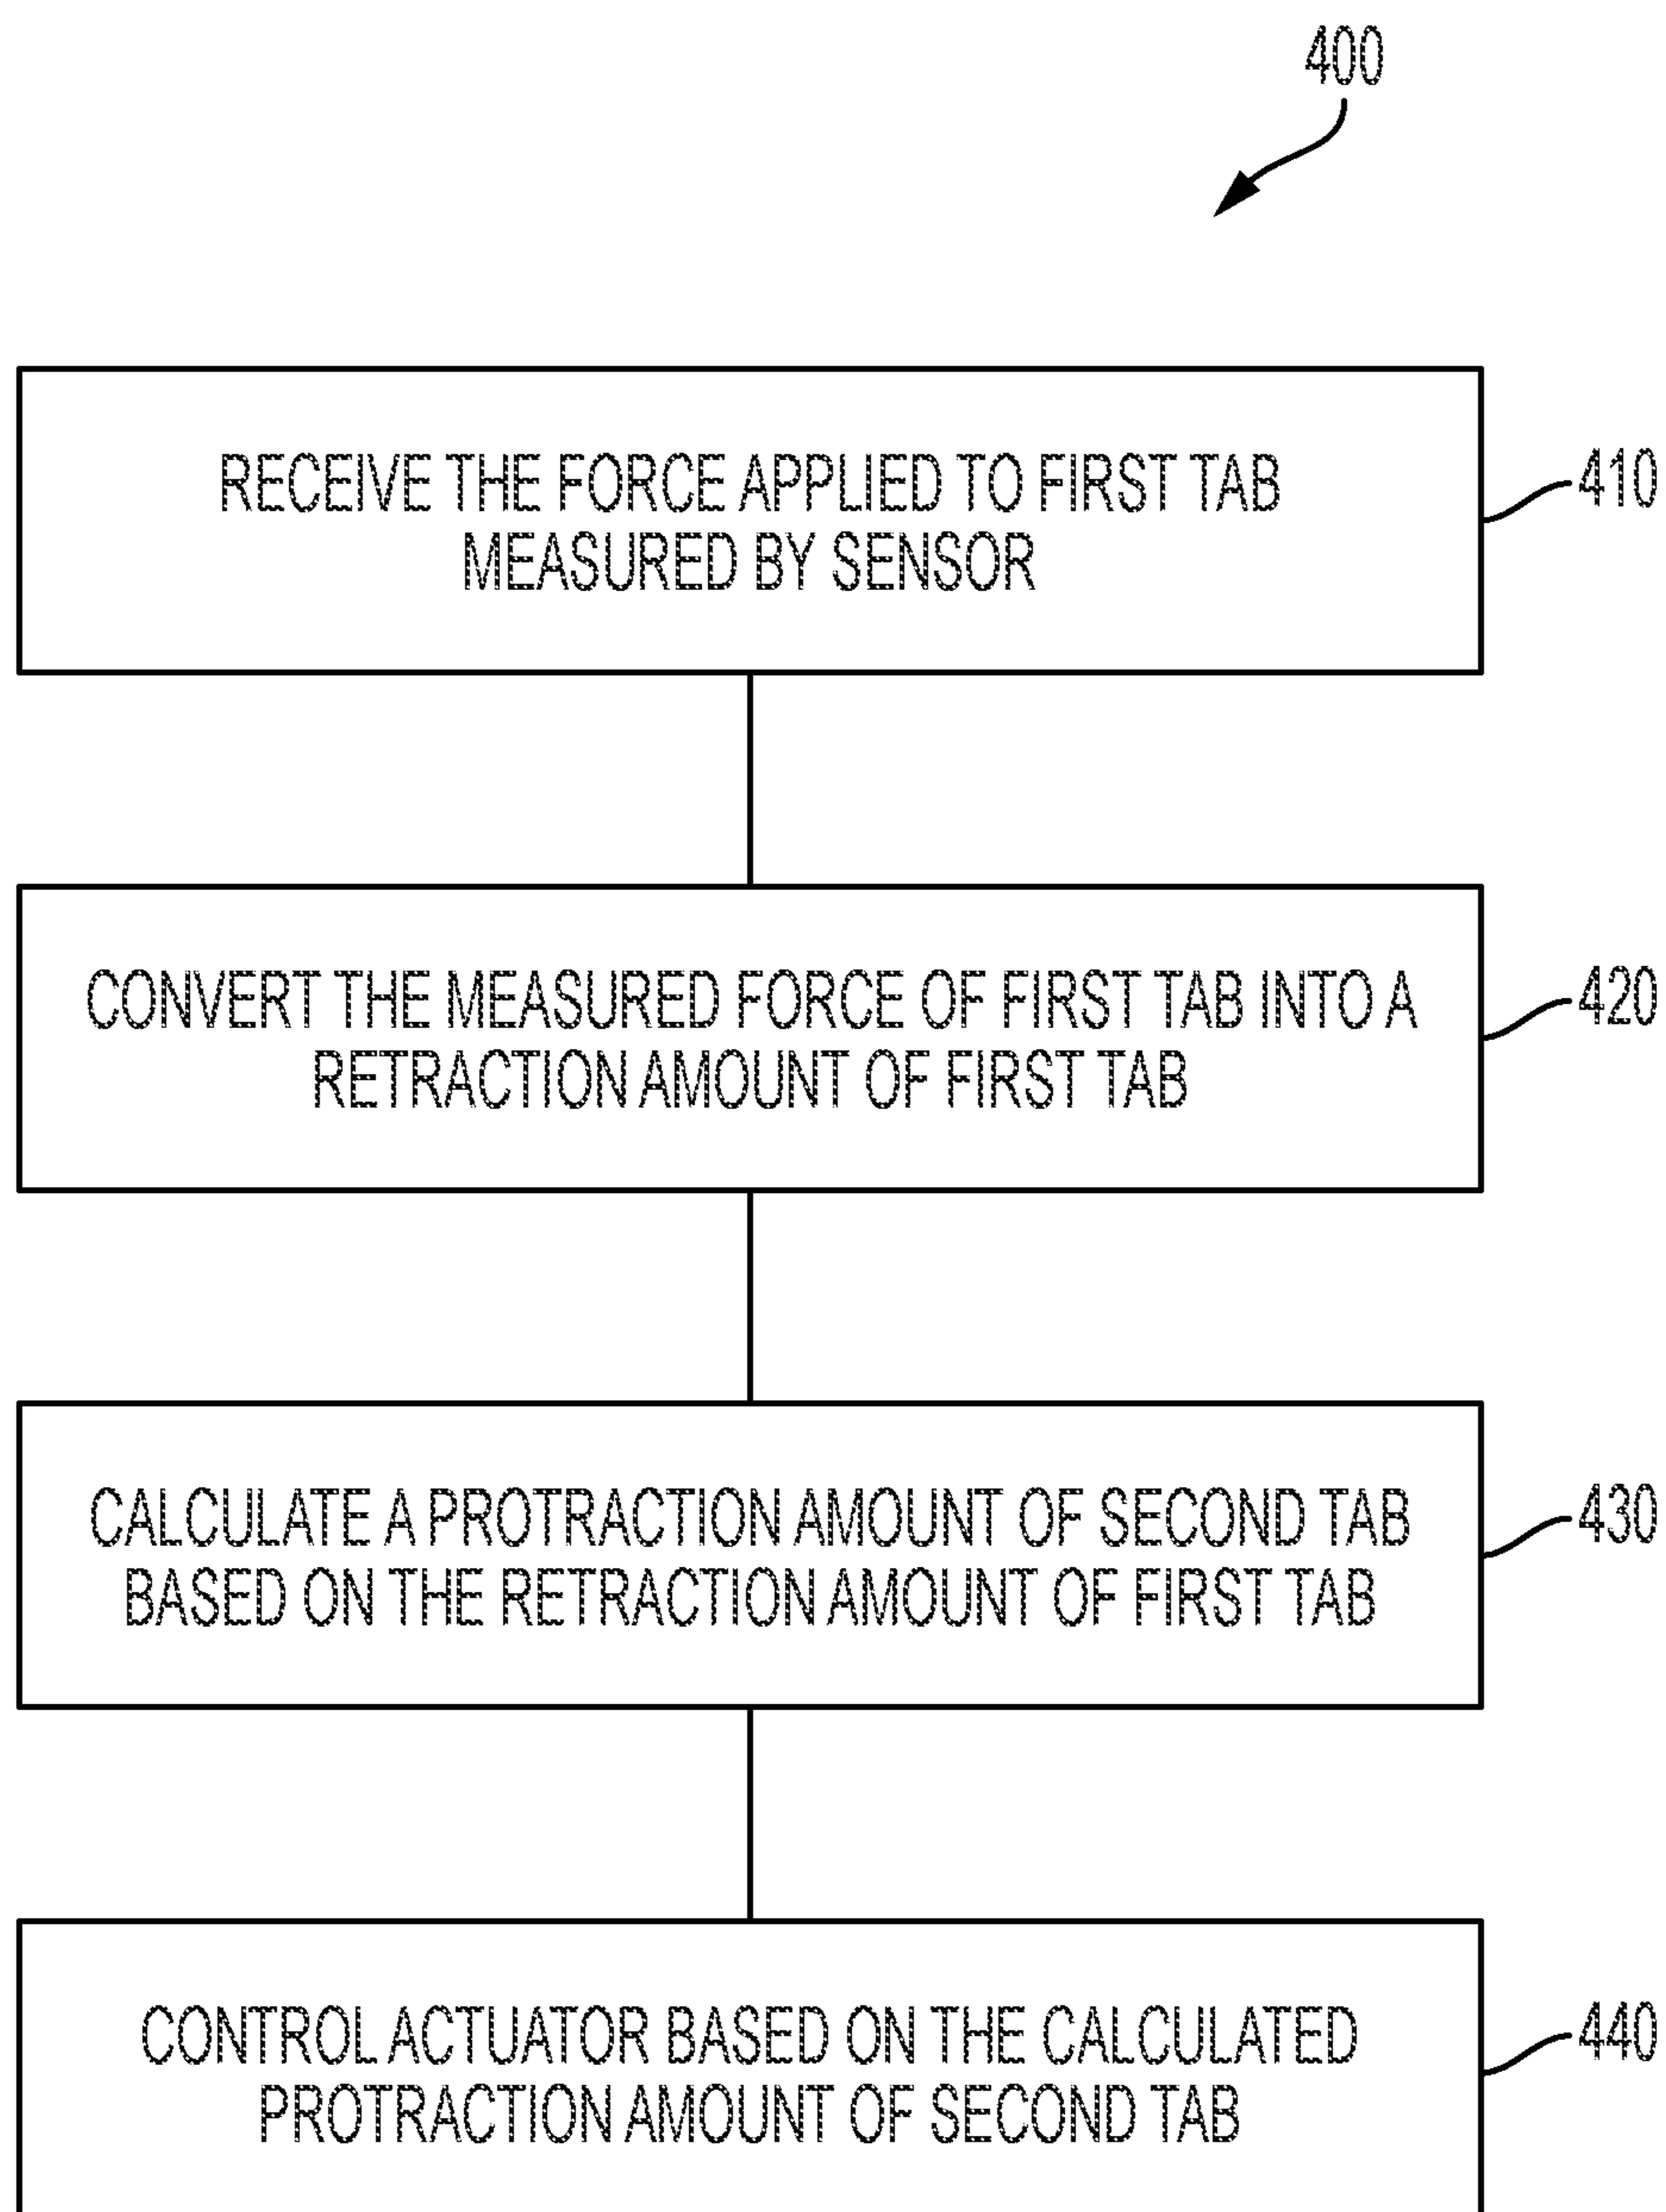 400
RECEIVE THE FORCE APPLIED TO FIRST TAB
MEASURED BY SENSOR
410
CONVERT THE MEASURED FORCE OF FIRST TAB INTO A
RETRACTION AMOUNT OF FIRST TAB
420
CALCULATE A PROTRACTION AMOUNT OF SECOND TAB
BASED ON THE RETRACTION AMOUNT OF FIRST TAB
430
CONTROL ACTUATOR BASED ON THE CALCULATED
PROTRACTION AMOUNT OF SECOND TAB
440